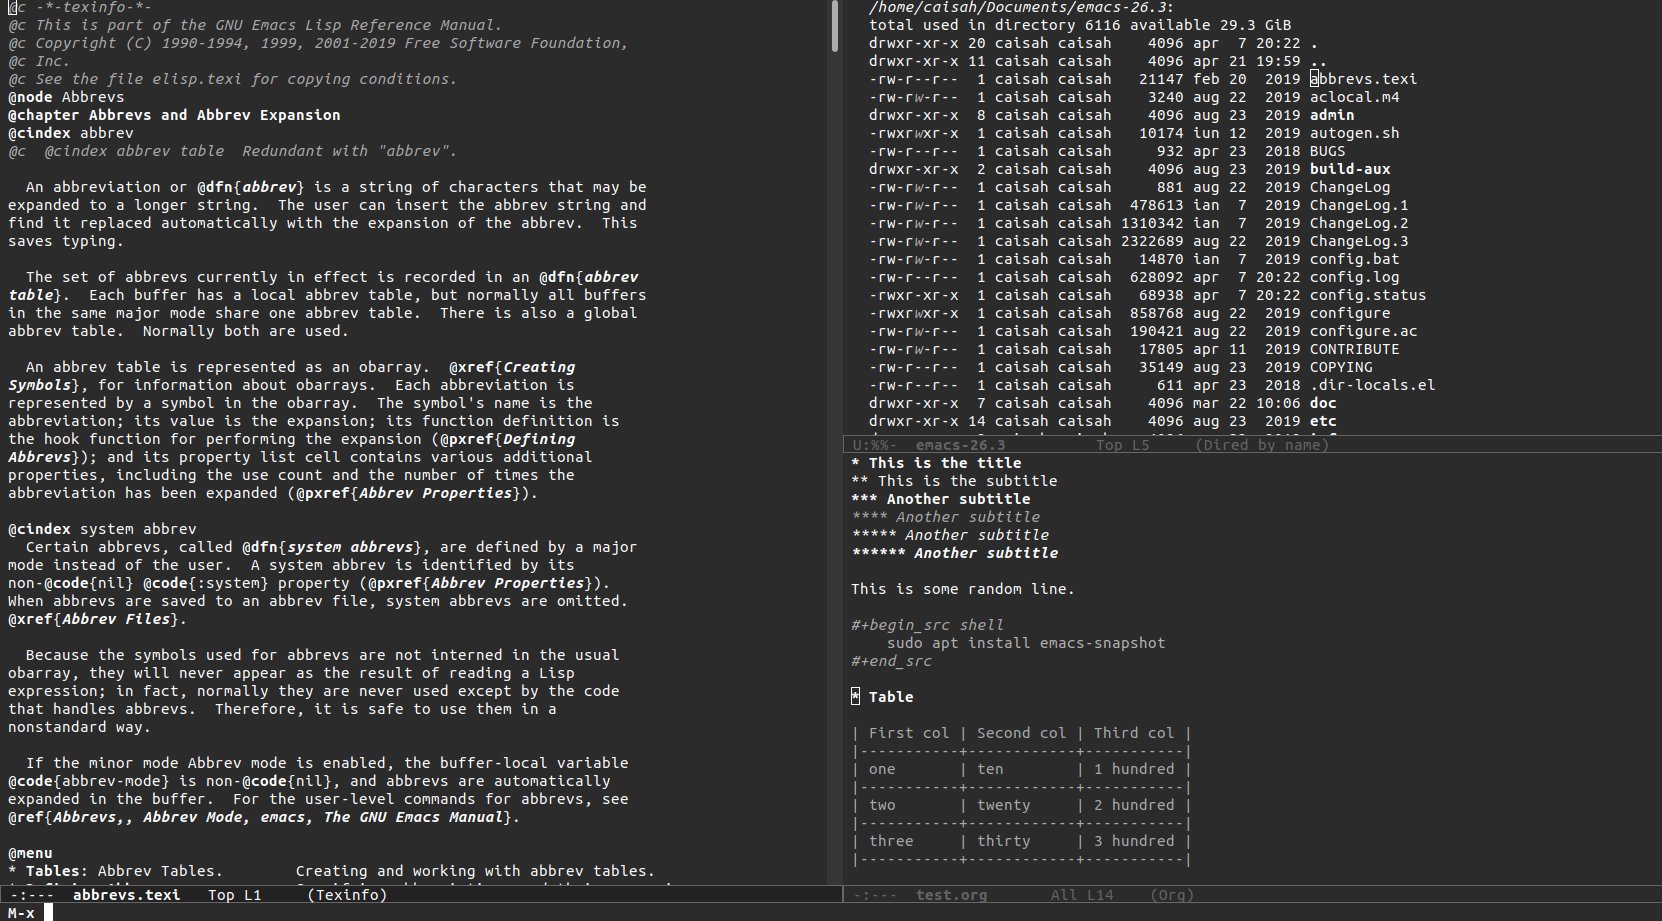 @c -*-texinfo-*-
@c This is part of the GNU Emacs Lisp Reference Manual.
@c Copyright (C) 1990-1994, 1999, 2001-2019 Free Software Foundation,
@c Inc.
@c See the file elisp.texi for copying conditions.
@node Abbrevs
@chapter Abbrevs and Abbrev Expansion
@cindex abbrev
@c  @cindex abbrev table  Redundant with "abbrev".

  An abbreviation or @dfn{abbrev} is a string of characters that may be
expanded to a longer string.  The user can insert the abbrev string and
find it replaced automatically with the expansion of the abbrev.  This
saves typing.

  The set of abbrevs currently in effect is recorded in an @dfn{abbrev
table}.  Each buffer has a local abbrev table, but normally all buffers
in the same major mode share one abbrev table.  There is also a global
abbrev table.  Normally both are used.

  An abbrev table is represented as an obarray.  @xref{Creating
Symbols}, for information about obarrays.  Each abbreviation is
represented by a symbol in the obarray.  The symbol's name is the
abbreviation; its value is the expansion; its function definition is
the hook function for performing the expansion (@pxref{Defining
Abbrevs}); and its property list cell contains various additional
properties, including the use count and the number of times the
abbreviation has been expanded (@pxref{Abbrev Properties}).

@cindex system abbrev
  Certain abbrevs, called @dfn{system abbrevs}, are defined by a major
mode instead of the user.  A system abbrev is identified by its
non-@code{nil} @code{:system} property (@pxref{Abbrev Properties}).
When abbrevs are saved to an abbrev file, system abbrevs are omitted.
@xref{Abbrev Files}.

  Because the symbols used for abbrevs are not interned in the usual
obarray, they will never appear as the result of reading a Lisp
expression; in fact, normally they are never used except by the code
that handles abbrevs.  Therefore, it is safe to use them in a
nonstandard way.

  If the minor mode Abbrev mode is enabled, the buffer-local variable
@code{abbrev-mode} is non-@code{nil}, and abbrevs are automatically
expanded in the buffer.  For the user-level commands for abbrevs, see
@ref{Abbrevs,, Abbrev Mode, emacs, The GNU Emacs Manual}.

@menu
* Tables: Abbrev Tables.        Creating and working with abbrev tables.
-:---  abbrevs.texi   Top L1     (Texinfo)
M-x
/home/caisah/Documents/emacs-26.3:
total used in directory 6116 available 29.3 GiB
drwxr-xr-x 20 caisah caisah    4096 apr  7 20:22 .
drwxr-xr-x 11 caisah caisah    4096 apr 21 19:59 ..
-rw-r--r--  1 caisah caisah   21147 feb 20  2019 abbrevs.texi
-rw-rw-r--  1 caisah caisah    3240 aug 22  2019 aclocal.m4
drwxr-xr-x  8 caisah caisah    4096 aug 23  2019 admin
-rwxrwxr-x  1 caisah caisah   10174 iun 12  2019 autogen.sh
-rw-r--r--  1 caisah caisah     932 apr 23  2018 BUGS
drwxr-xr-x  2 caisah caisah    4096 aug 23  2019 build-aux
-rw-rw-r--  1 caisah caisah     881 aug 22  2019 ChangeLog
-rw-rw-r--  1 caisah caisah  478613 ian  7  2019 ChangeLog.1
-rw-rw-r--  1 caisah caisah 1310342 ian  7  2019 ChangeLog.2
-rw-rw-r--  1 caisah caisah 2322689 aug 22  2019 ChangeLog.3
-rw-rw-r--  1 caisah caisah   14870 ian  7  2019 config.bat
-rw-r--r--  1 caisah caisah  628092 apr  7 20:22 config.log
-rwxr-xr-x  1 caisah caisah   68938 apr  7 20:22 config.status
-rwxrwxr-x  1 caisah caisah  858768 aug 22  2019 configure
-rw-rw-r--  1 caisah caisah  190421 aug 22  2019 configure.ac
-rw-rw-r--  1 caisah caisah   17805 apr 11  2019 CONTRIBUTE
-rw-r--r--  1 caisah caisah   35149 aug 23  2019 COPYING
-rw-r--r--  1 caisah caisah     611 apr 23  2018 .dir-locals.el
drwxr-xr-x  7 caisah caisah    4096 mar 22 10:06 doc
drwxr-xr-x 14 caisah caisah    4096 aug 23  2019 etc
U:%%-  emacs-26.3          Top L5     (Dired by name)
* This is the title
** This is the subtitle
*** Another subtitle
**** Another subtitle
***** Another subtitle
****** Another subtitle

This is some random line.

#+begin_src shell
    sudo apt install emacs-snapshot
#+end_src

* Table

| First col | Second col | Third col |
|-----------+------------+-----------|
| one       | ten        | 1 hundred |
|-----------+------------+-----------|
| two       | twenty     | 2 hundred |
|-----------+------------+-----------|
| three     | thirty     | 3 hundred |
|-----------+------------+-----------|
-:---  test.org       All L14    (Org)